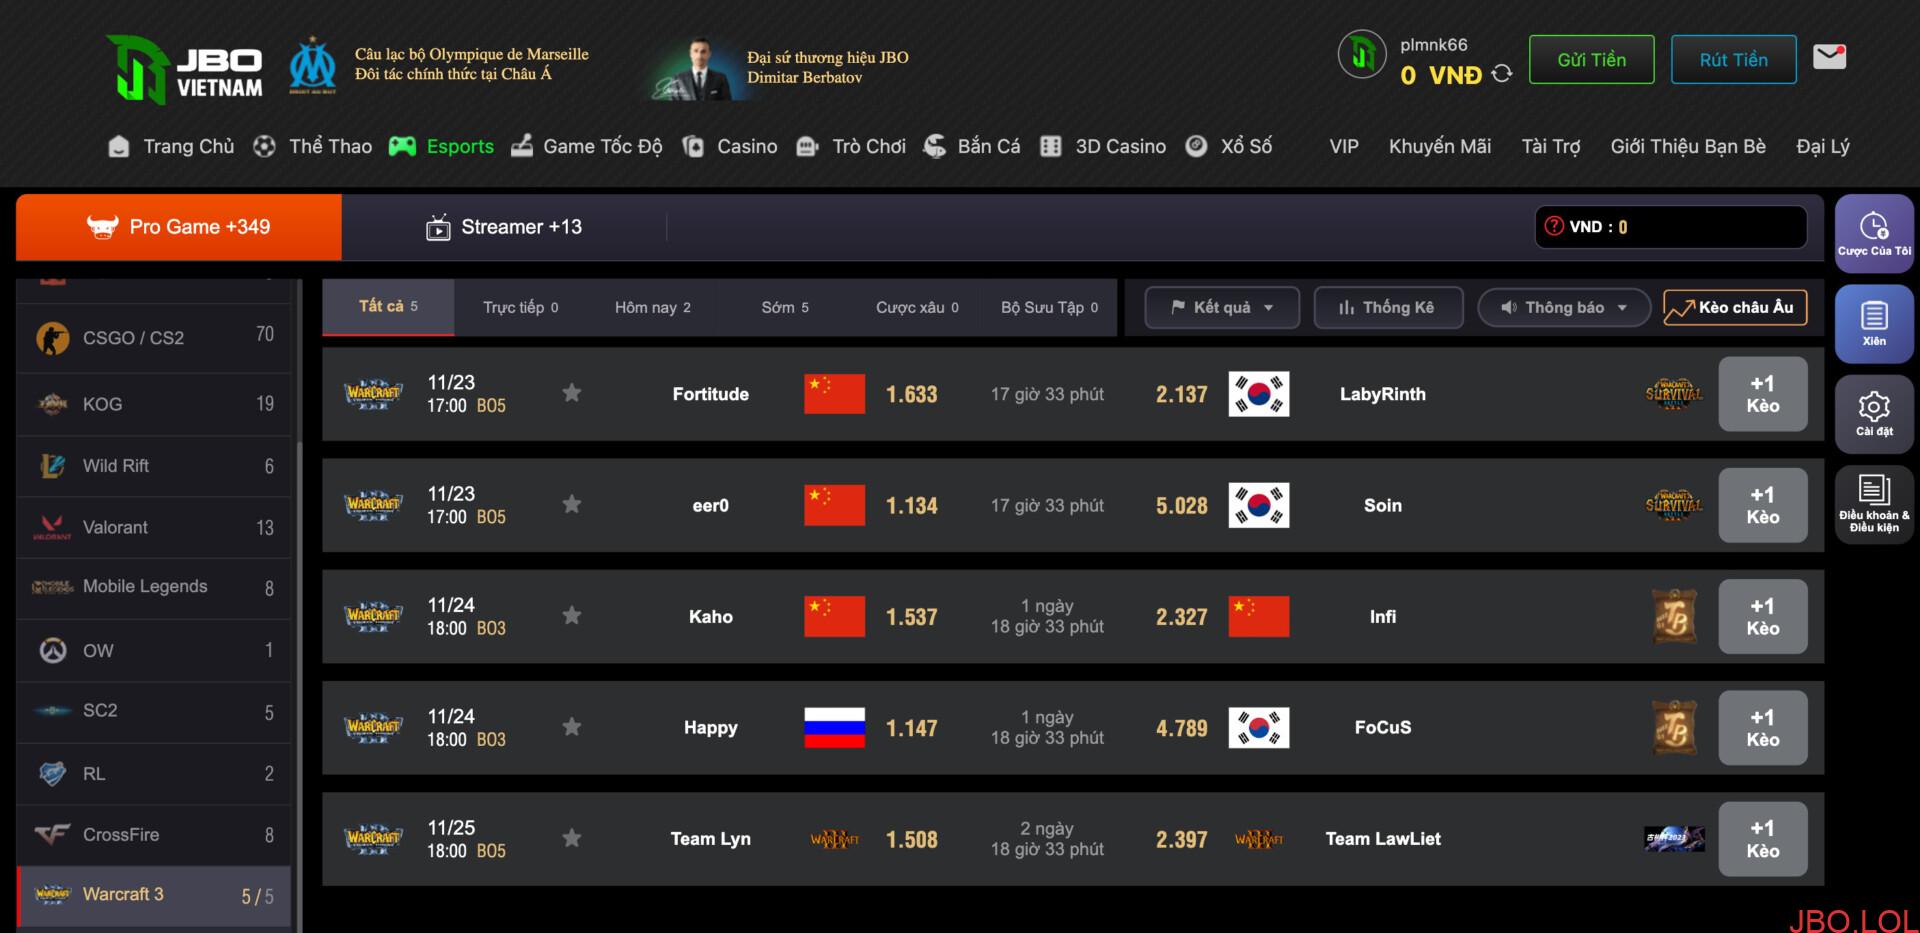 JBO
VIETNAM
Câu lạc bộ Olympique de Marseille
Đôi tác chính thức tại Châu Á
Đại sứ thương hiệu JBO
Dimitar Berbatov
plmnk66
0 VNĐ
Gửi Tiền
Rút Tiền
Trang Chủ
Thể Thao
Esports
Game Tốc Độ
Casino
Trò Chơi
Bắn Cá
3D Casino
Xổ Số
VIP
Khuyến Mãi
Tài Trợ
Giới Thiệu Bạn Bè
Đại Lý
Pro Game +349
Streamer +13
VND : 0
Cược Của Tôi
Xiên
Cài đặt
Điều khoản &
Điều kiện
CSGO / CS2 70
KOG 19
Wild Rift 6
Valorant 13
Mobile Legends 8
OW 1
SC2 5
RL 2
CrossFire 8
Warcraft 3 5 / 5
Tất cả 5
Trực tiếp 0
Hôm nay 2
Sớm 5
Cược xâu 0
Bộ Sưu Tập 0
Kết quả
Thống Kê
Thông báo
Kèo châu Âu
WARCRAFT
11/23
17:00 BO5
Fortitude
1.633
17 giờ 33 phút
2.137
LabyRinth
SURVIVAL
+1
Kèo
WARCRAFT
11/23
17:00 BO5
eer0
1.134
17 giờ 33 phút
5.028
Soin
SURVIVAL
+1
Kèo
WARCRAFT
11/24
18:00 BO3
Kaho
1.537
1 ngày
18 giờ 33 phút
2.327
Infi
TB
+1
Kèo
WARCRAFT
11/24
18:00 BO3
Happy
1.147
1 ngày
18 giờ 33 phút
4.789
FoCuS
TB
+1
Kèo
WARCRAFT
11/25
18:00 BO5
Team Lyn
WARCRAFT
1.508
2 ngày
18 giờ 33 phút
2.397
WARCRAFT
Team LawLiet
+1
Kèo
JBO.LOL